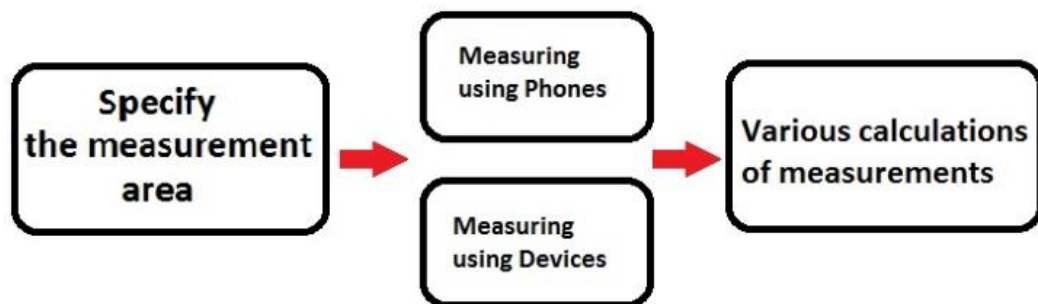 Specify
the measurement
area
Measuring
using Phones
Measuring
using Devices
Various calculations
of measurements